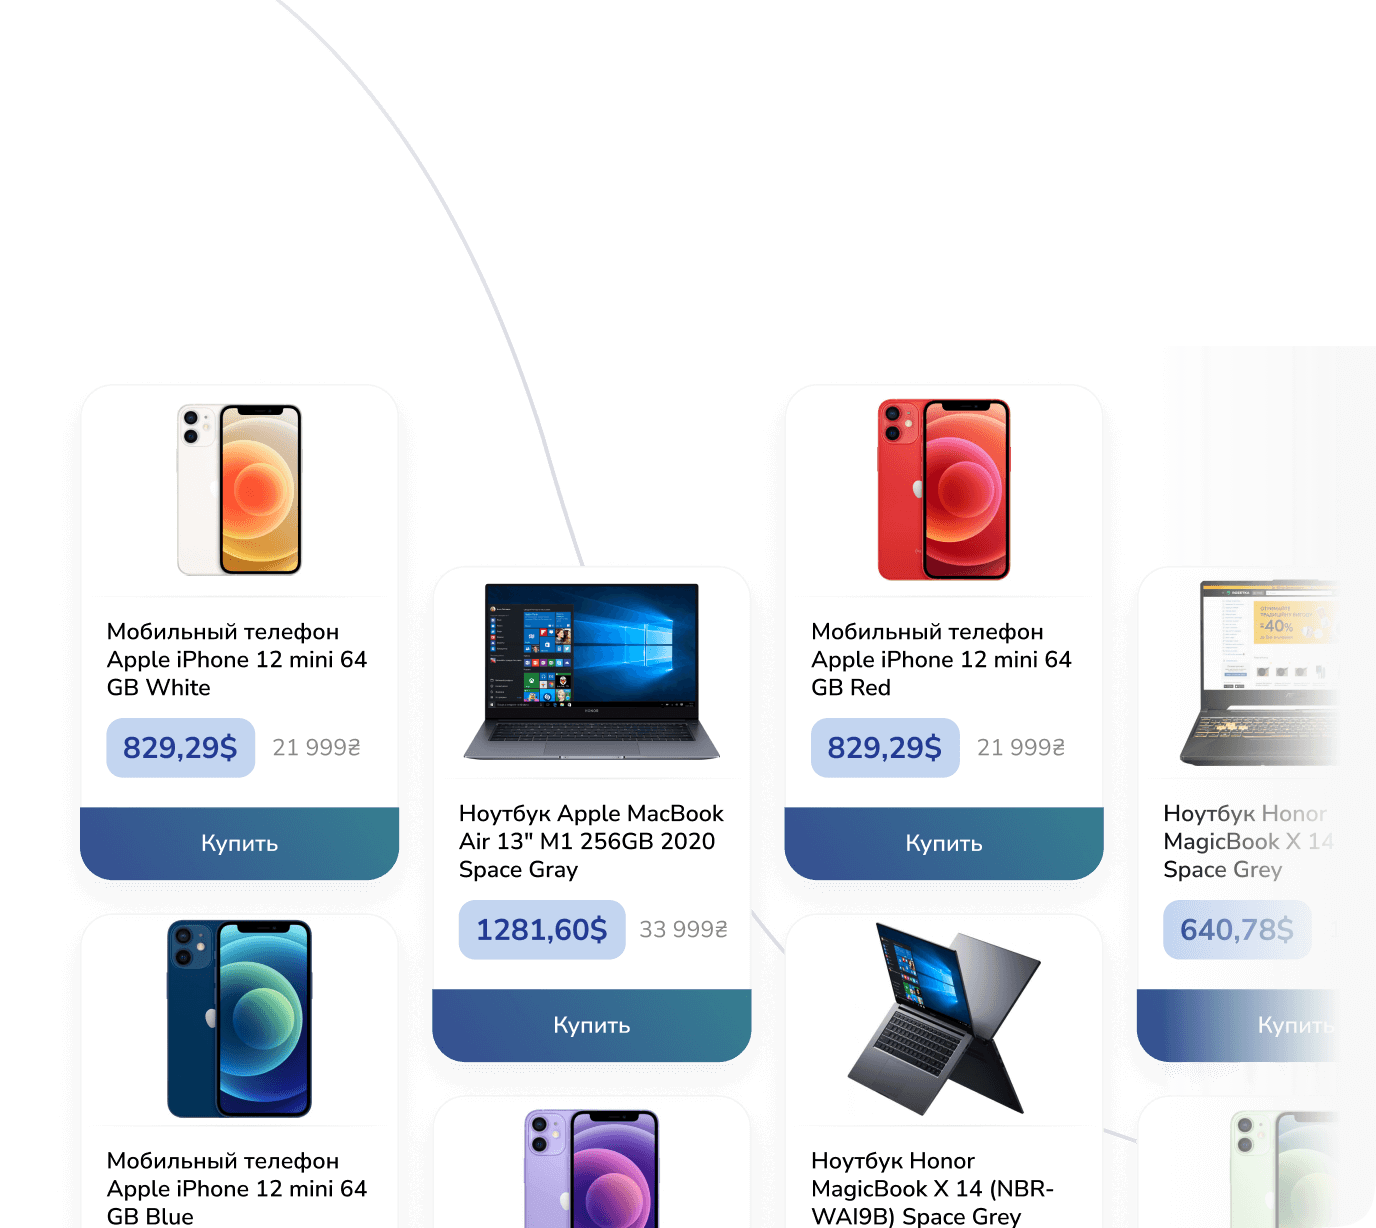 Мобильный телефон
Apple iPhone 12 mini 64
GB White
829,29$ 21 999₴
Купить
Мобильный телефон
Apple iPhone 12 mini 64
GB Blue
HONOR
Ноутбук Apple MacBook
Air 13" M1 256GB 2020
Space Gray
1281,60$ 33 999₴
Купить
Мобильный телефон
Apple iPhone 12 mini 64
GB Red
829,29$ 21 999₴
Купить
Ноутбук Honor
MagicBook X 14 (NBR-
WAI9B) Space Grey
-40%
Ноутбук Honor
MagicBook X 14
Space Grey
640,78$
Купить